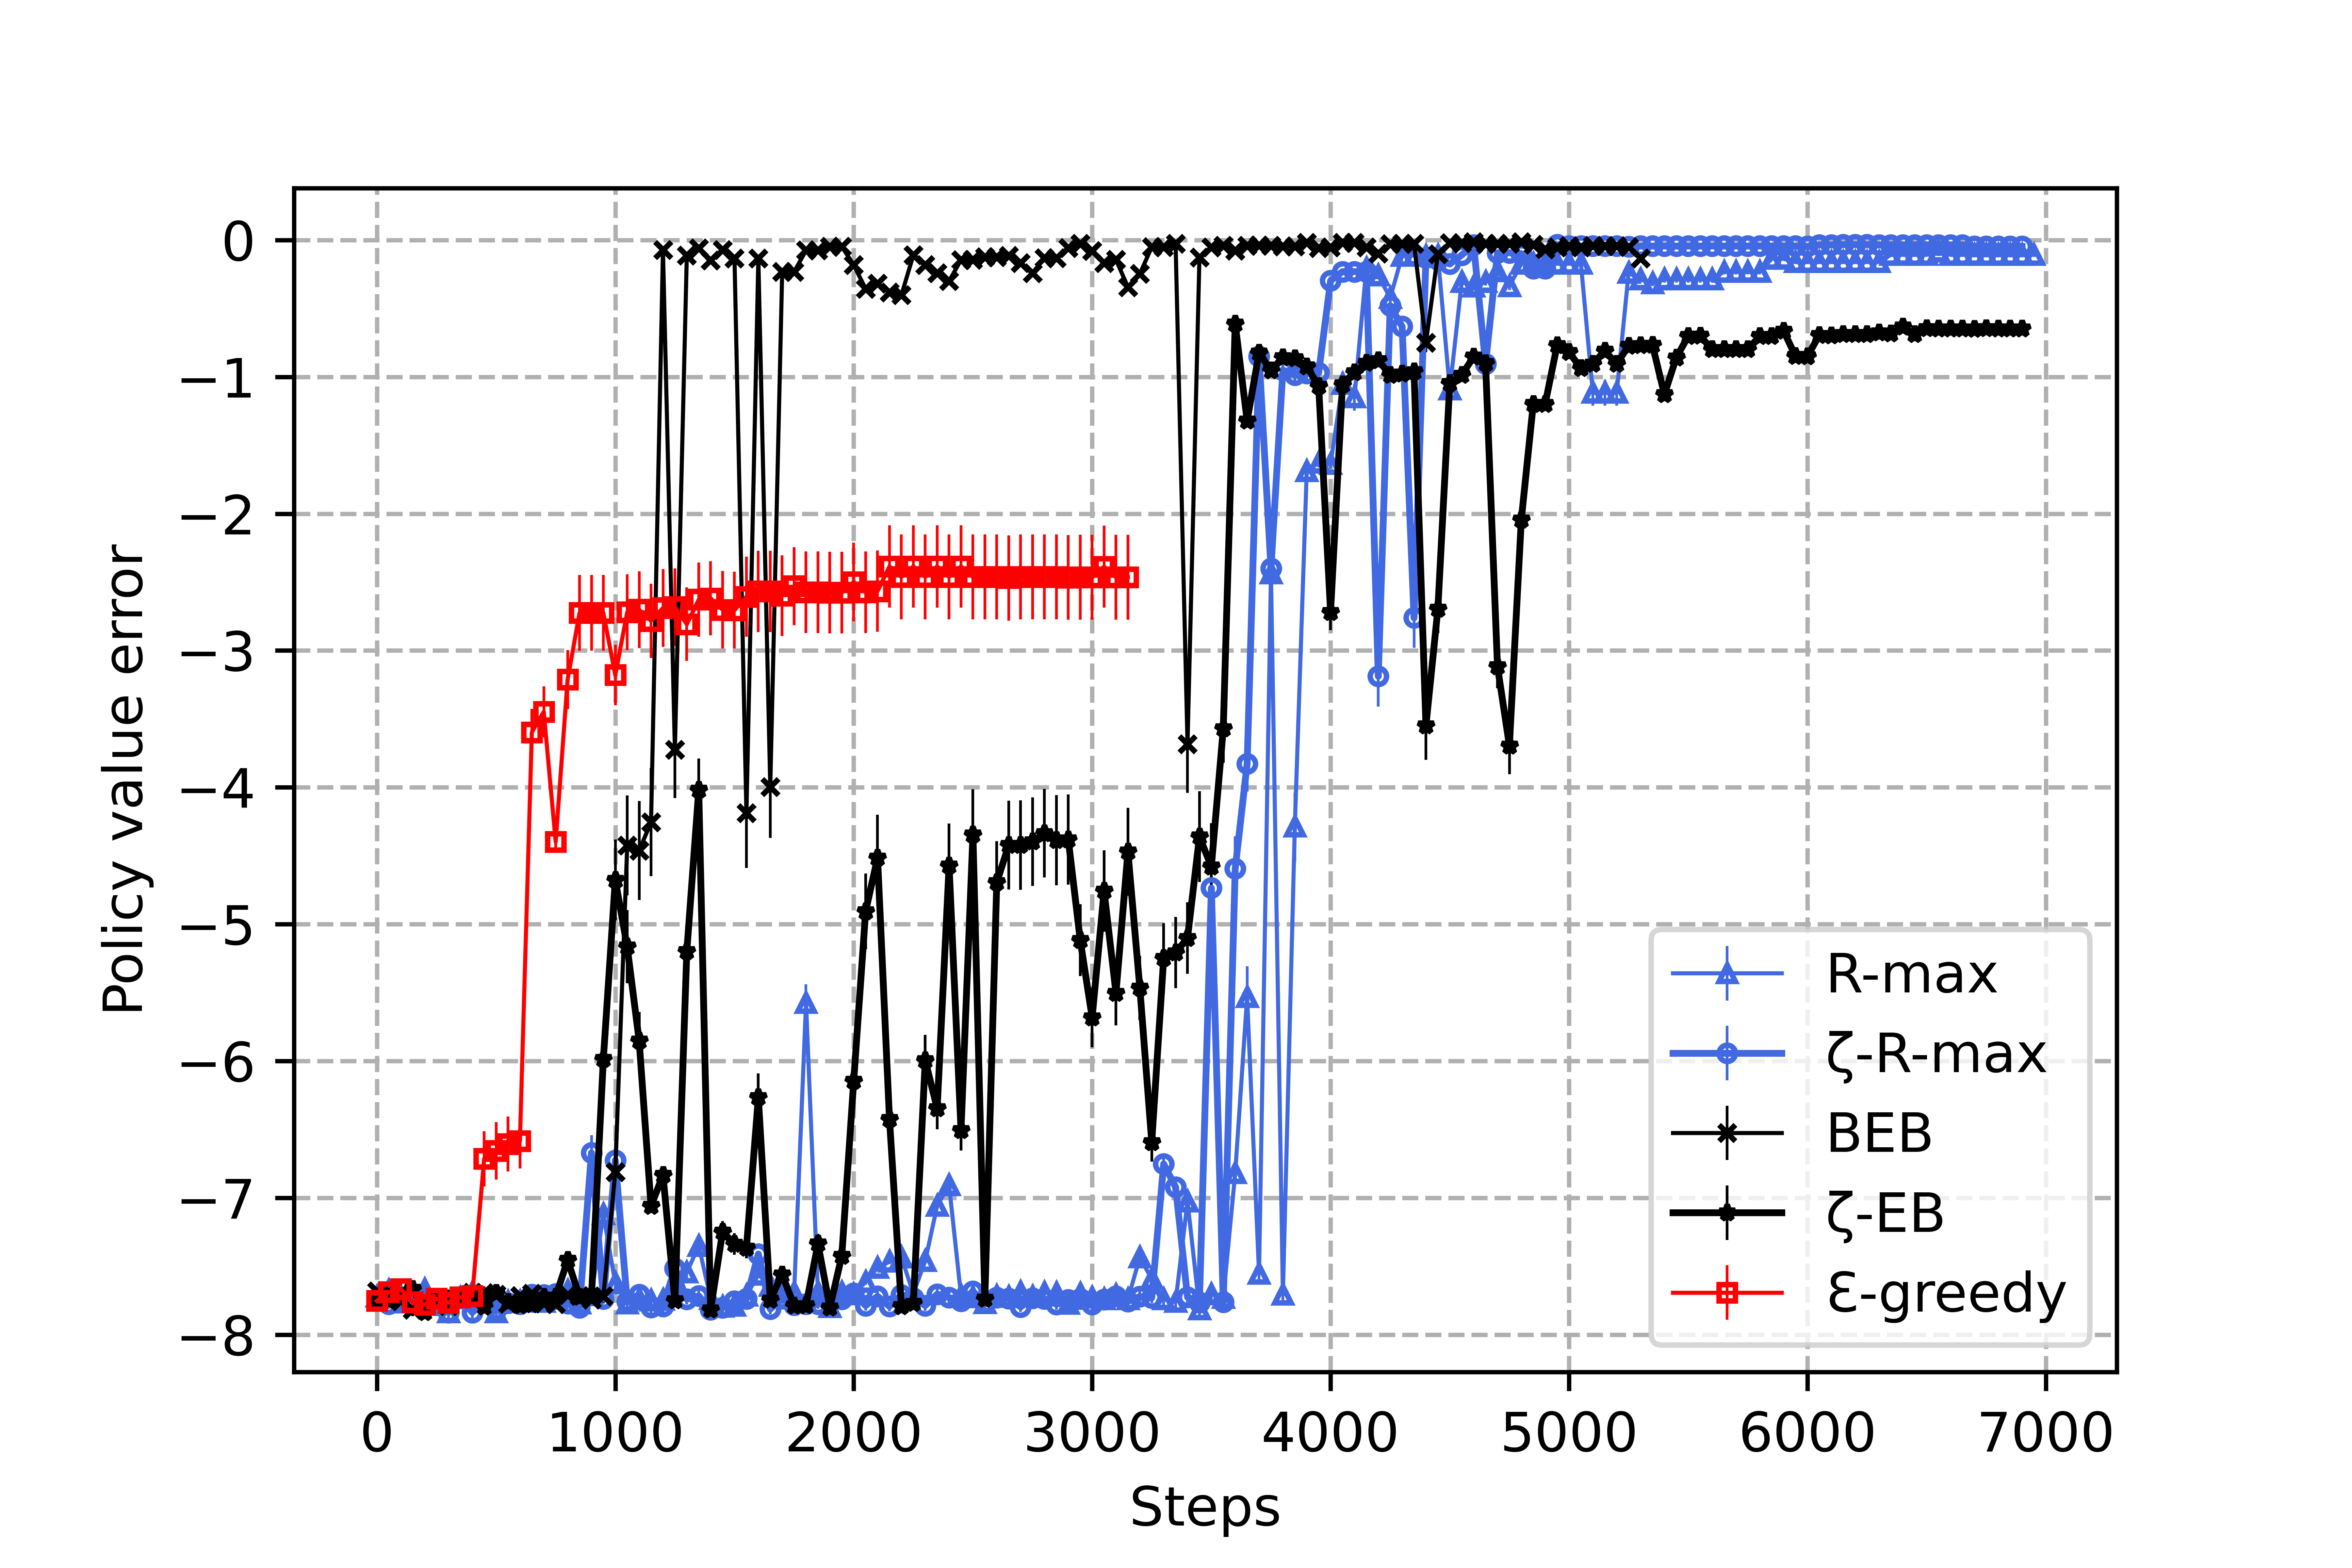 Policy value error
0
−1
−2
−3
−4
−5
−6
−7
−8
0 1000 2000 3000 4000 5000 6000 7000
Steps
R-max
ζ-R-max
BEB
ζ-EB
Ɛ-greedy